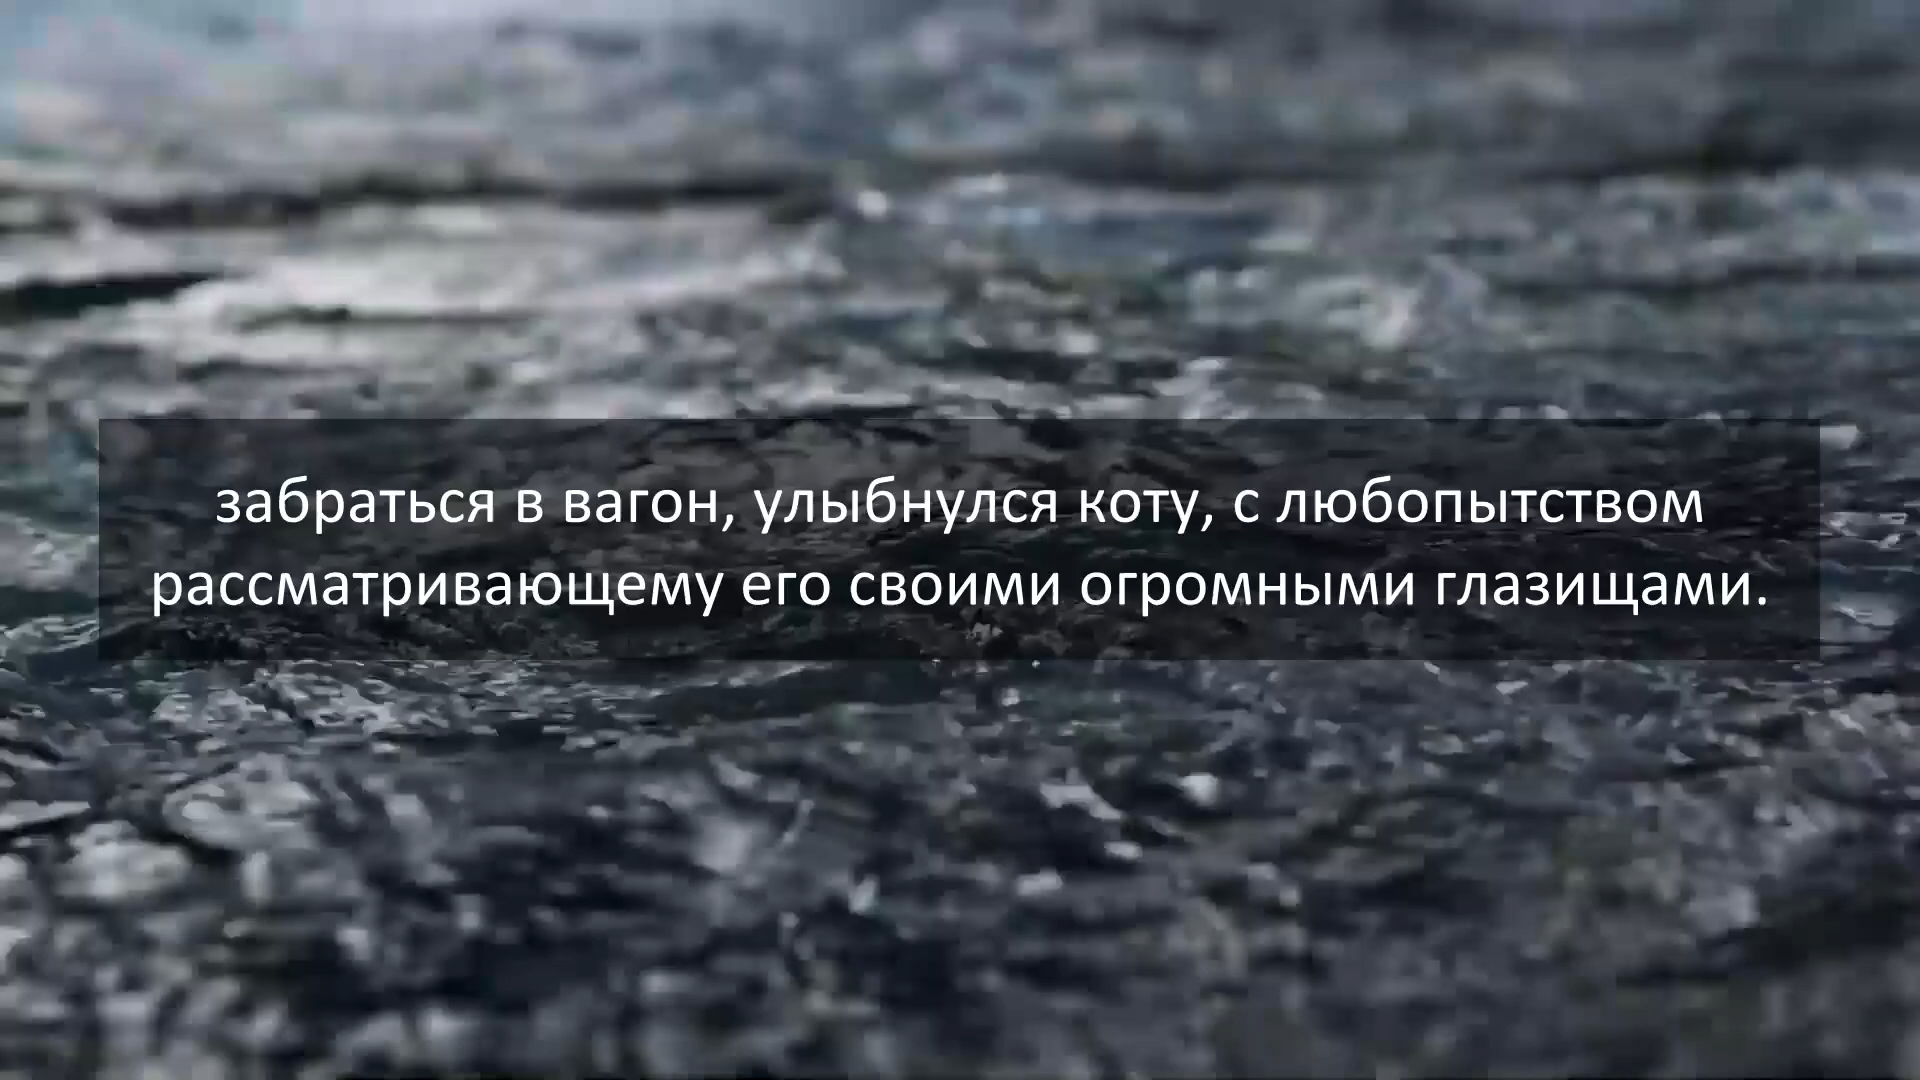 забраться в вагон, улыбнулся коту, с любопытством
рассматривающему его своими огромными глазищами.